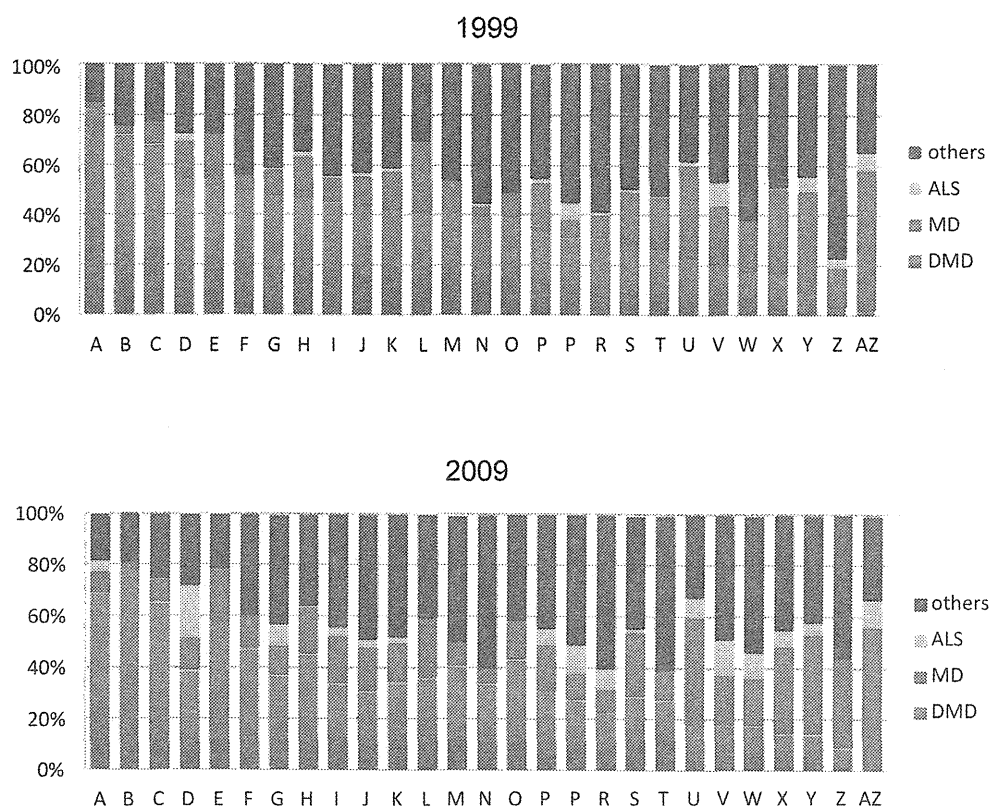 1999
100%
80%
60%
40%
20%
0%
others
ALS
MD
DMD
A B C D E F G H I J K L M N O P P R S T U V W X Y Z AZ
2009
100%
80%
60%
40%
20%
0%
others
ALS
MD
DMD
A B C D E F G H I J K L M N O P P R S T U V W X Y Z AZ